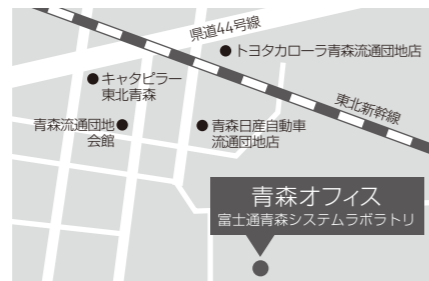 県道44号線
トヨタカローラ青森流通団地店
キャタピラー
東北青森
東北新幹線
青森流通団地
会館
青森日産自動車
流通団地店
青森オフィス
富士通青森システムラボラトリ